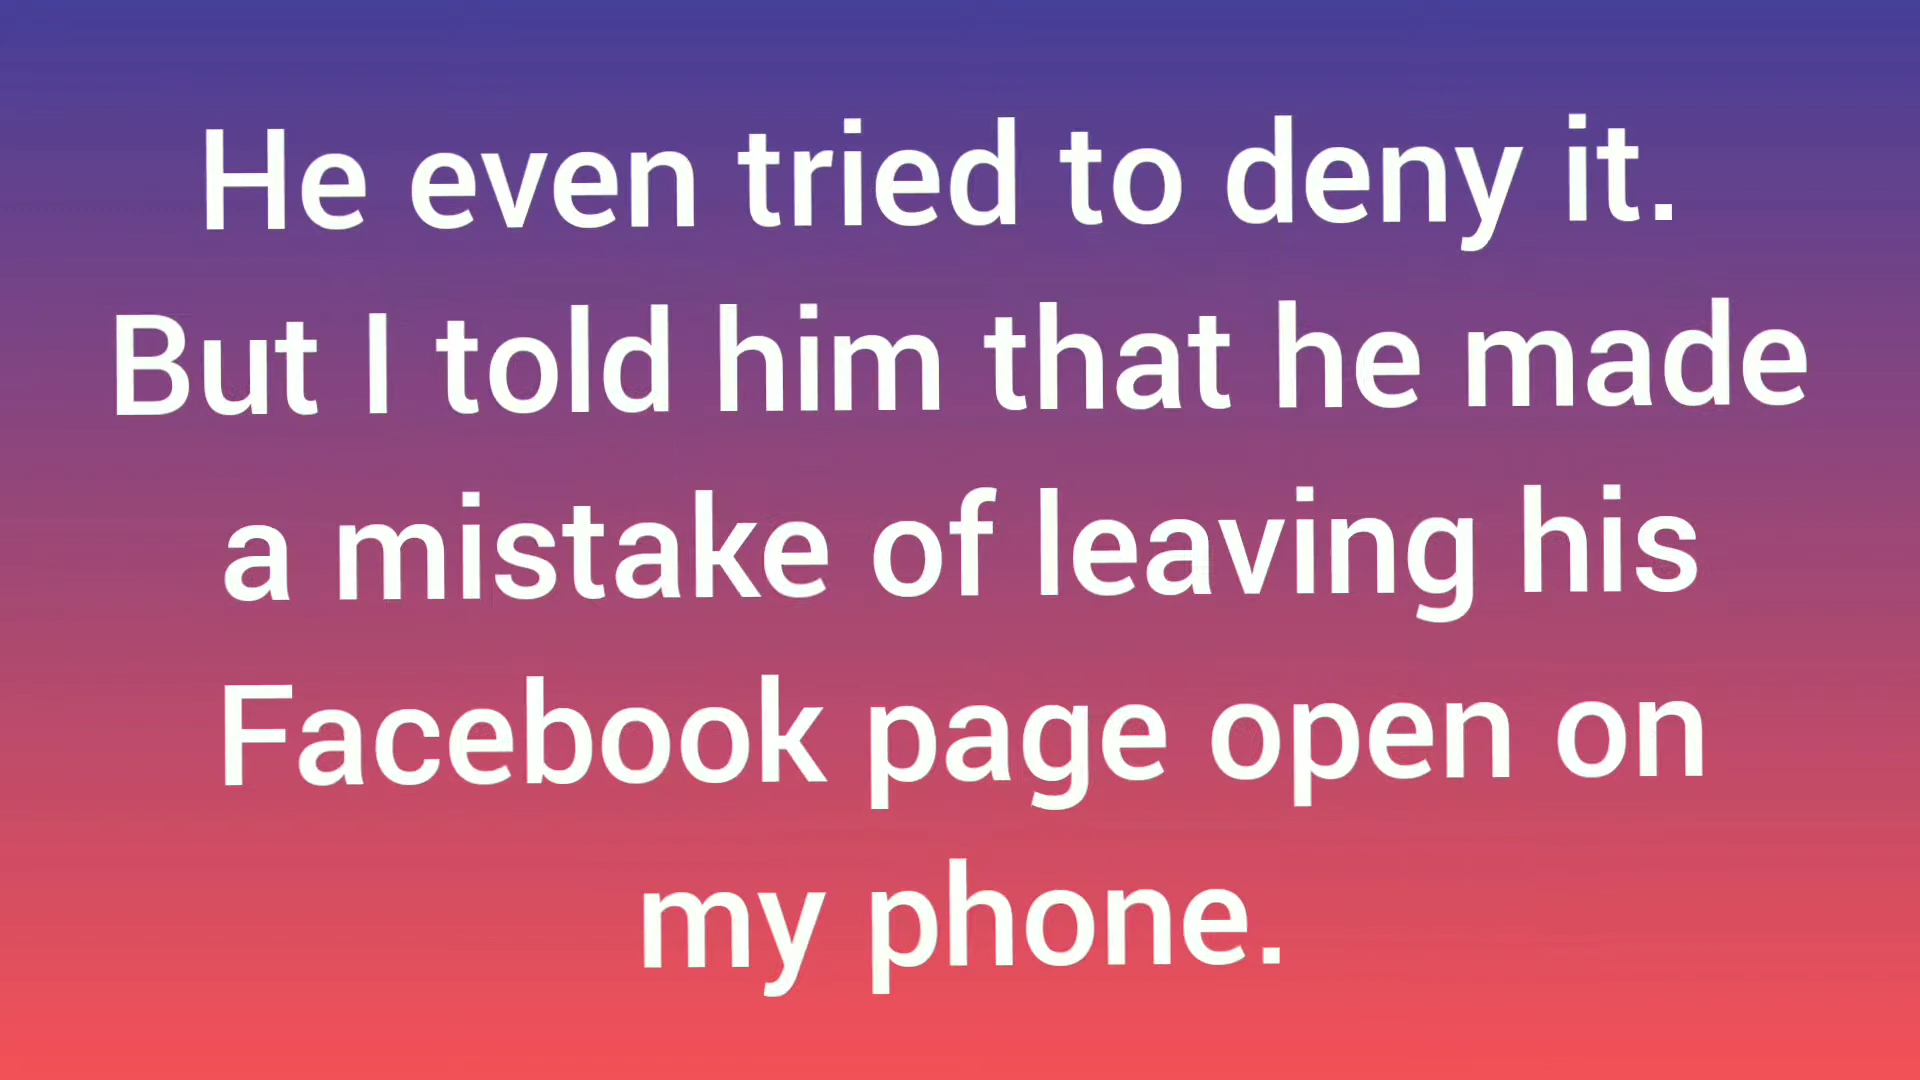 He even tried to deny it.
But I told him that he made
a mistake of leaving his
Facebook page open on
my phone.